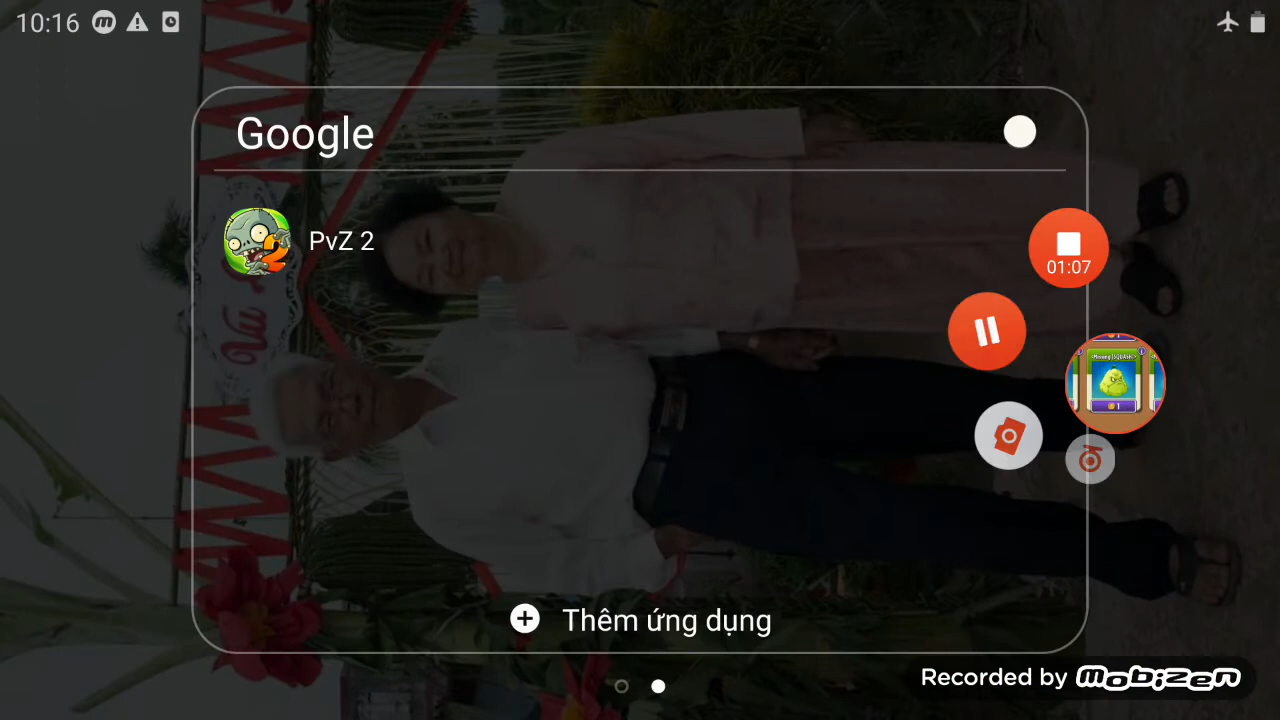 10:16
Google
PvZ 2
01:07
Thêm ứng dụng
Recorded by mobizen